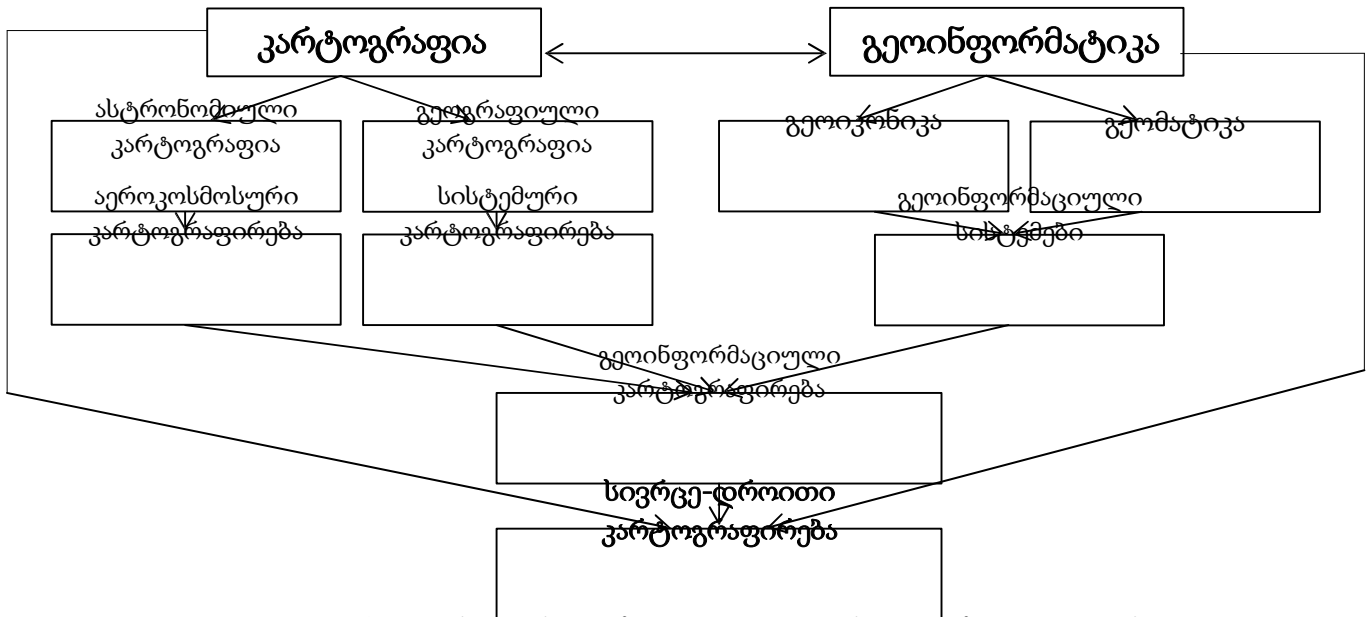 კარტოგრაფია
გეოინფორმატიკა
ასტრონომიული
კარტოგრაფია
გეოგრაფიული
კარტოგრაფია
გეოიკონიკა
გეომატიკა
აეროკოსმოსური
კარტოგრაფირება
სისტემური
კარტოგრაფირება
გეოინფორმაციული
სისტემები
გეოინფორმაციული
კარტოგრაფირება
სივრცე-დროითი
კარტოგრაფირება